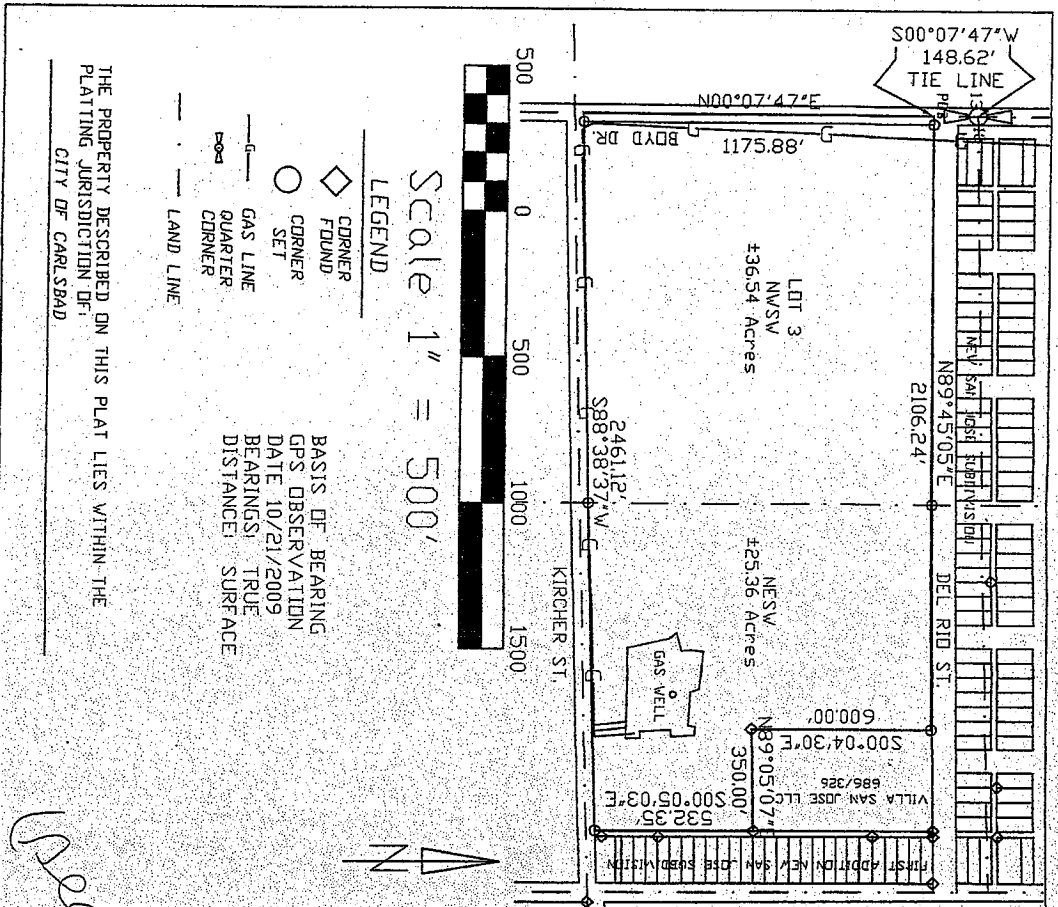 S00°07'47"W
148.62'
TIE LINE
POB
13
N00°07'47"E
1175.88'
BOYD DR.
NEW SAN JOSE SUBDIVISION
N89°45'05"E
2106.24'
DEL RIO ST.
LOT 3
NWSW
±36.54 Acres
NESW
±25.36 Acres
GAS WELL
600.00'
S00°04'30"E
VILLA SAN JOSE LLC
686/326
N89°05'07"E
350.00'
S00°05'03"E
532.35'
FIRST ADDITION NEW SAN JOSE SUBDIVISION
2461.12'
S88°38'37"W
KIRCHER ST.
500
0
500
1000
1500
Scale 1" = 500'
LEGEND
CORNER
FOUND
CORNER
SET
G
GAS LINE
QUARTER
CORNER
LAND LINE
BASIS OF BEARING
GPS OBSERVATION
DATE 10/21/2009
BEARINGS: TRUE
DISTANCE: SURFACE
N
THE PROPERTY DESCRIBED ON THIS PLAT LIES WITHIN THE
PLATTING JURISDICTION OF:
CITY OF CARLSBAD